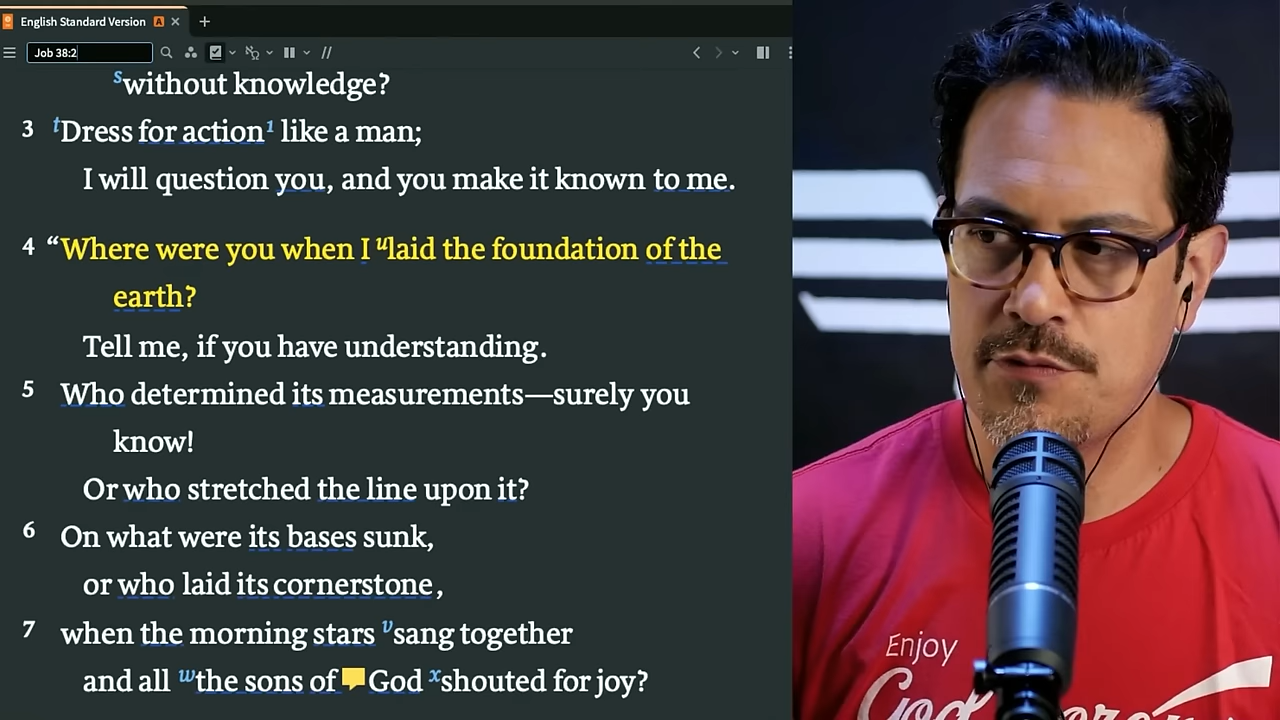 English Standard Version A
Job 38:2
s without knowledge?
3 t Dress for action 1 like a man;
I will question you, and you make it known to me.
4 “Where were you when I u laid the foundation of the
earth?
Tell me, if you have understanding.
5 Who determined its measurements—surely you
know!
Or who stretched the line upon it?
6 On what were its bases sunk,
or who laid its cornerstone,
7 when the morning stars v sang together
and all w the sons of God x shouted for joy?
Enjoy
God